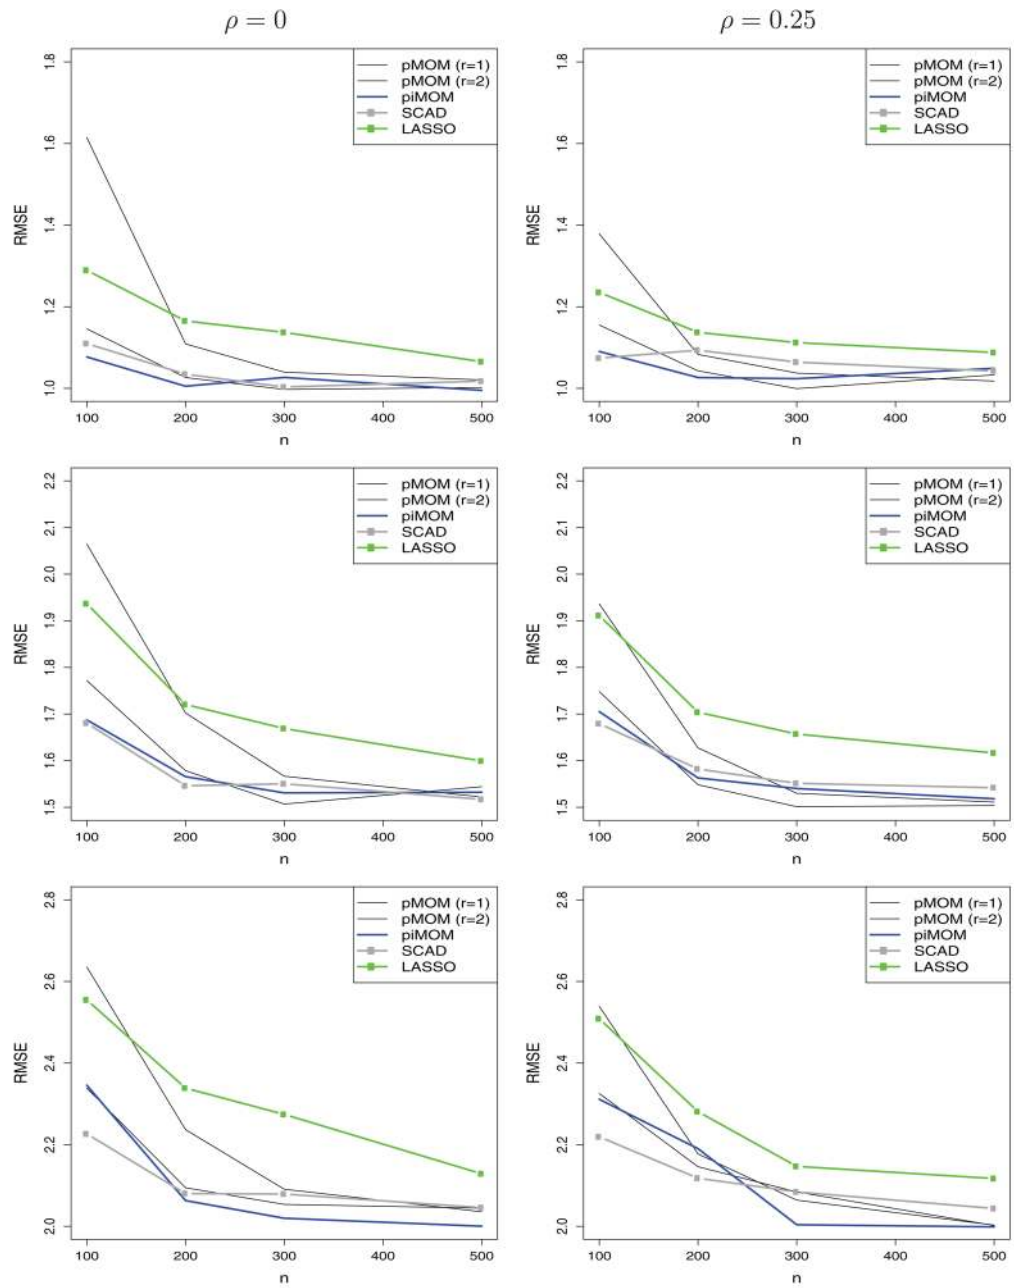 ρ = 0
ρ = 0.25
pMOM (r=1)
pMOM (r=2)
piMOM
SCAD
LASSO
RMSE
1.8
1.6
1.4
1.2
1.0
100 200 300 400 500
n
pMOM (r=1)
pMOM (r=2)
piMOM
SCAD
LASSO
RMSE
1.8
1.6
1.4
1.2
1.0
100 200 300 400 500
n
pMOM (r=1)
pMOM (r=2)
piMOM
SCAD
LASSO
RMSE
2.2
2.1
2.0
1.9
1.8
1.7
1.6
1.5
100 200 300 400 500
n
pMOM (r=1)
pMOM (r=2)
piMOM
SCAD
LASSO
RMSE
2.2
2.1
2.0
1.9
1.8
1.7
1.6
1.5
100 200 300 400 500
n
pMOM (r=1)
pMOM (r=2)
piMOM
SCAD
LASSO
RMSE
2.8
2.6
2.4
2.2
2.0
100 200 300 400 500
n
pMOM (r=1)
pMOM (r=2)
piMOM
SCAD
LASSO
RMSE
2.8
2.6
2.4
2.2
2.0
100 200 300 400 500
n